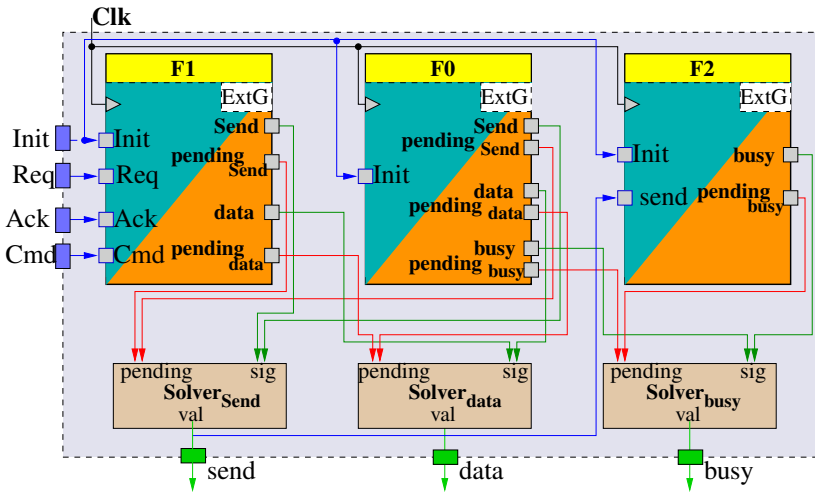 Clk
F1
F0
F2
ExtG
ExtG
ExtG
Init
Req
Ack
Cmd
Init
Req
Ack
Cmd
Send
pending Send
data
pending data
Init
Send
pending Send
data
pending data
busy
pending busy
Init
send
busy
pending busy
pending sig
Solver Send
val
pending sig
Solver data
val
pending sig
Solver busy
val
send
data
busy